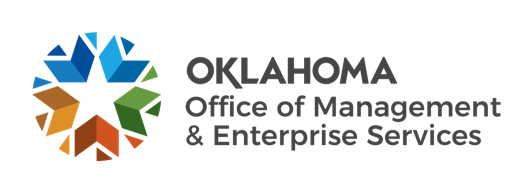 OKLAHOMA
Office of Management
& Enterprise Services